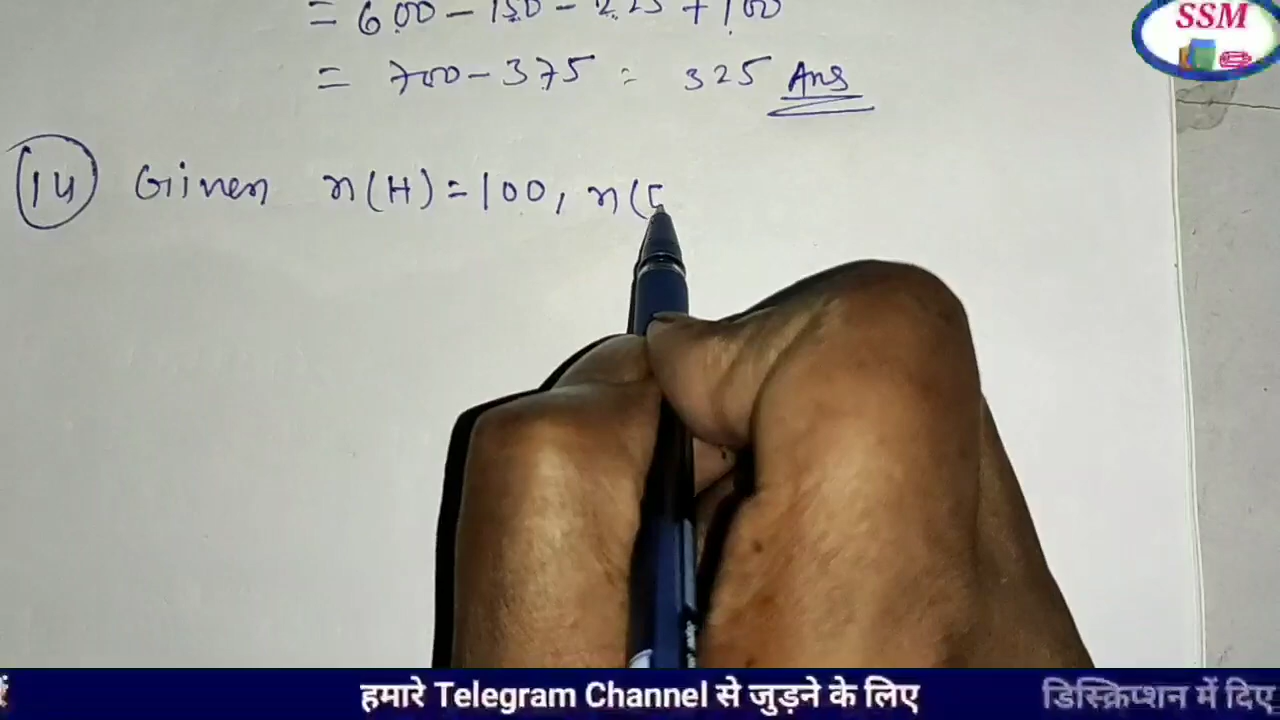 = 600 - 150 - 225 + 100
= 700 - 375 = 325 Ans
SSM
14 Given n(H) = 100, n(
हमारे Telegram Channel से जुड़ने के लिए डिस्क्रिप्शन में दिए